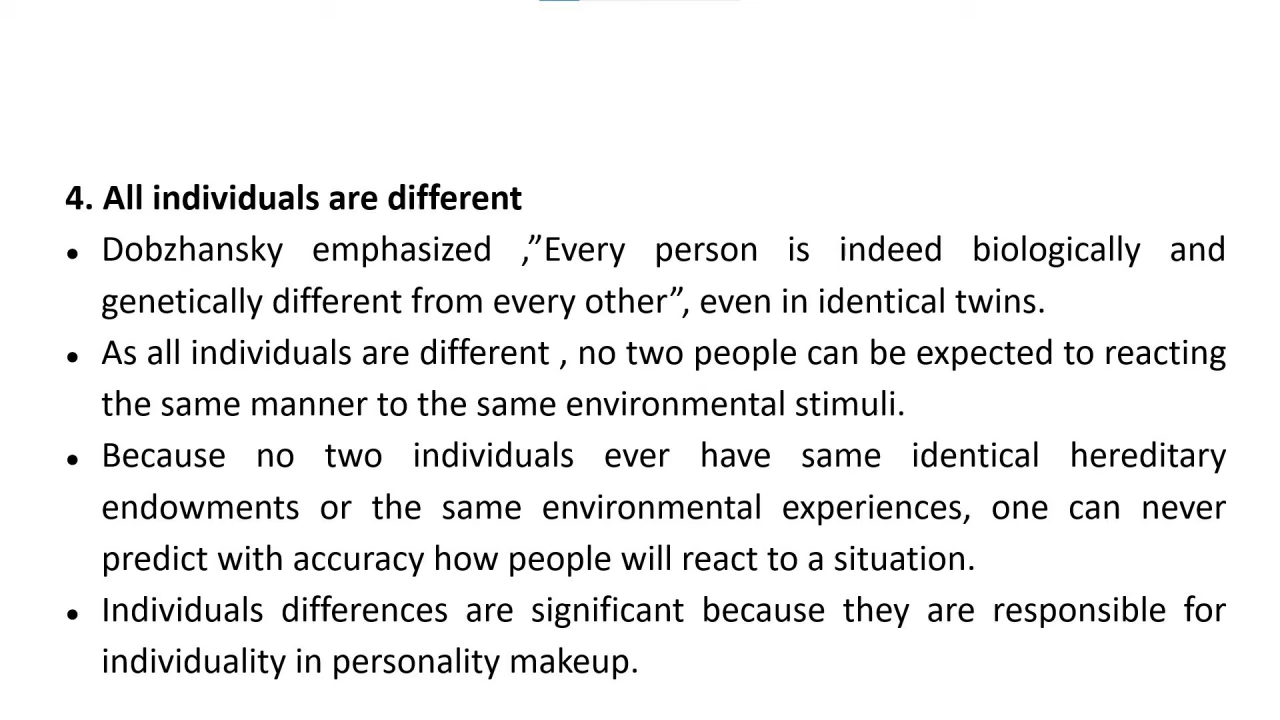 4. All individuals are different
• Dobzhansky emphasized ,”Every person is indeed biologically and
genetically different from every other”, even in identical twins.
• As all individuals are different , no two people can be expected to reacting
the same manner to the same environmental stimuli.
• Because no two individuals ever have same identical hereditary
endowments or the same environmental experiences, one can never
predict with accuracy how people will react to a situation.
• Individuals differences are significant because they are responsible for
individuality in personality makeup.